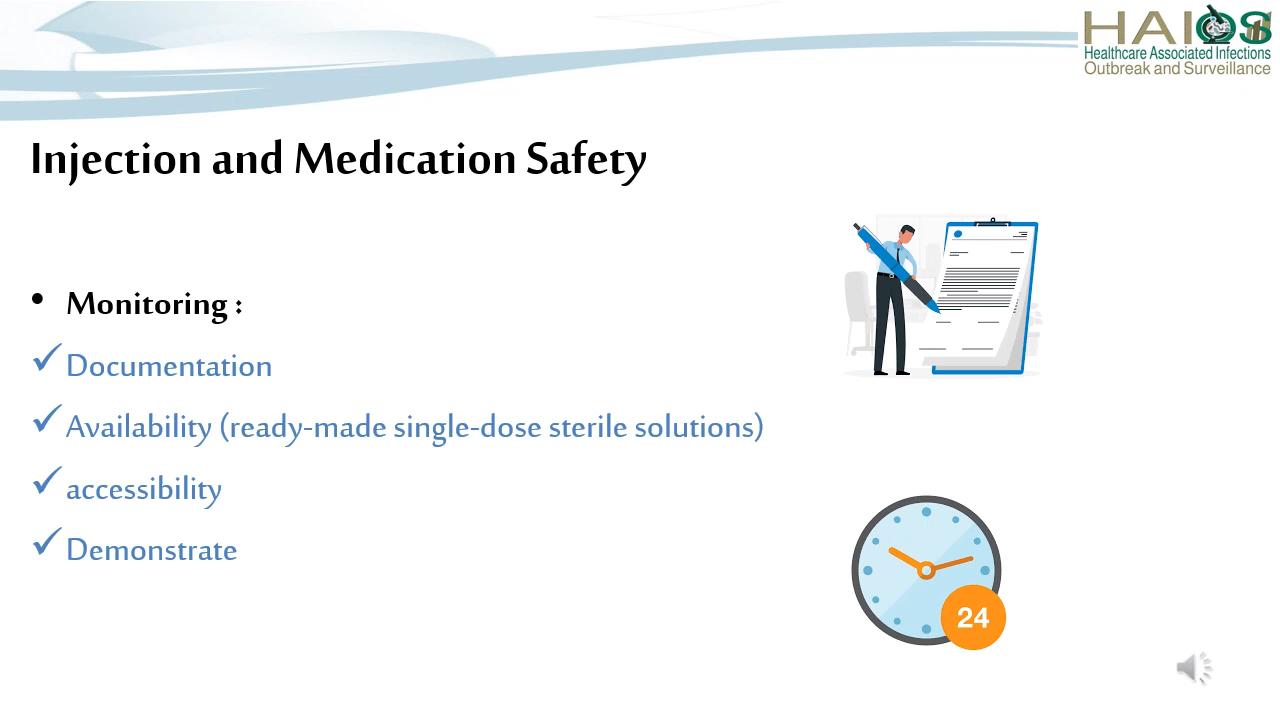 HAIOS
Healthcare Associated Infections
Outbreak and Surveillance
Injection and Medication Safety
• Monitoring :
✓ Documentation
✓ Availability (ready-made single-dose sterile solutions)
✓ accessibility
✓ Demonstrate
24